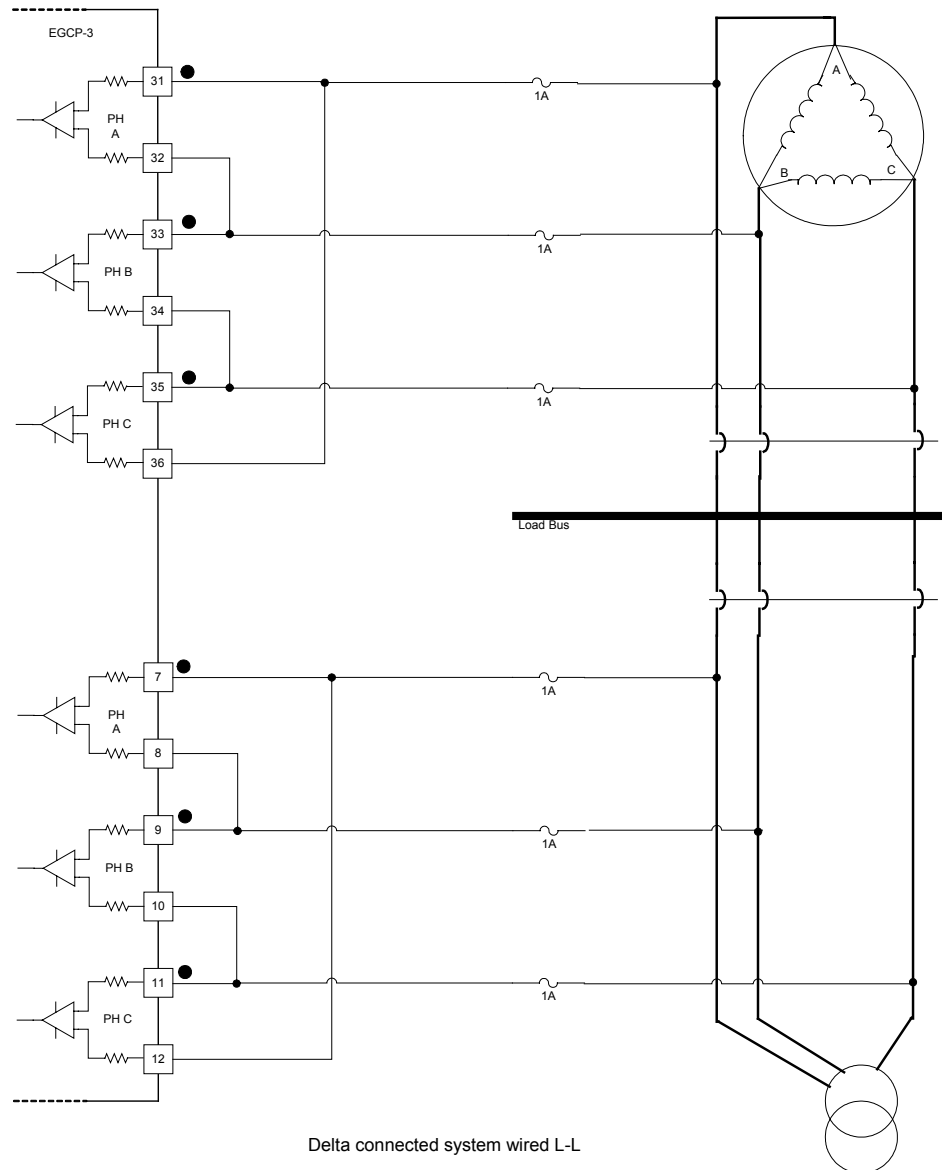 EGCP-3
31
1A
A
PH
A
32
B
C
33
1A
PH B
34
35
1A
PH C
36
Load Bus
7
1A
PH
A
8
9
1A
PH B
10
11
1A
PH C
12
Delta connected system wired L-L